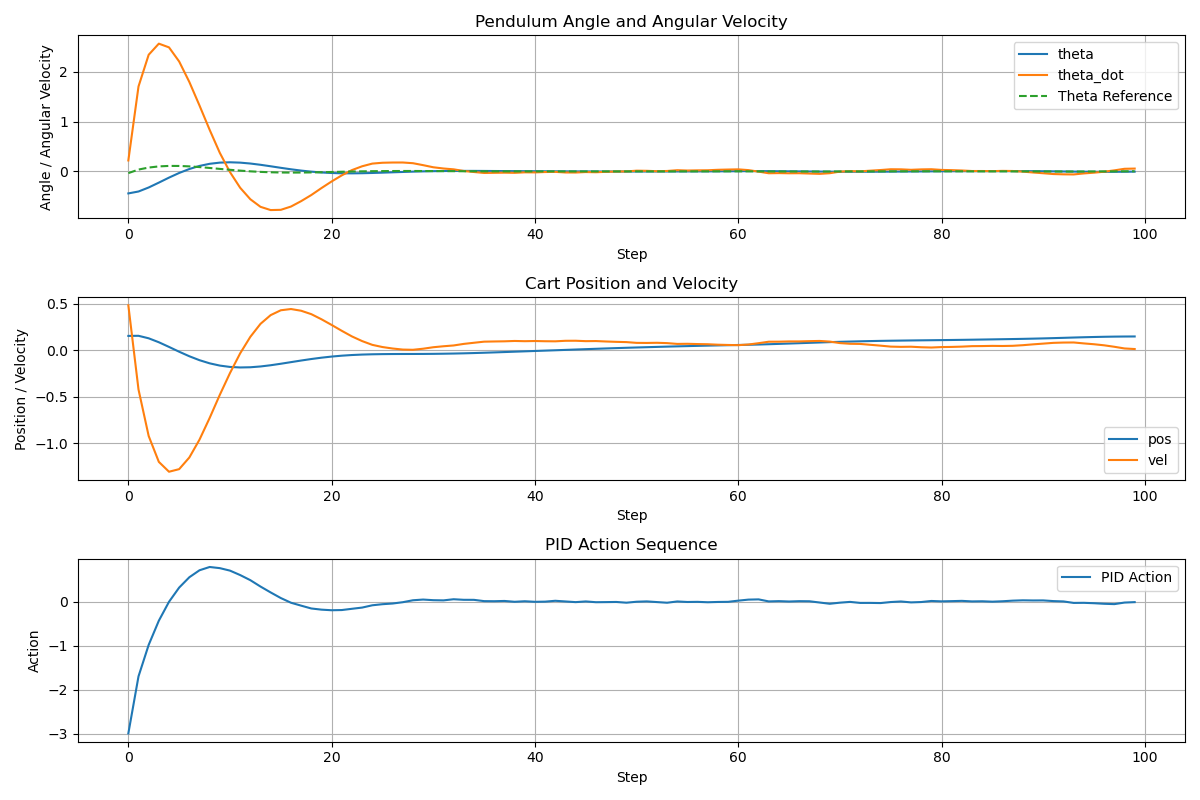 Pendulum Angle and Angular Velocity
Angle / Angular Velocity
2
1
0
theta
theta_dot
Theta Reference
0 20 40 60 80 100
Step
Cart Position and Velocity
Position / Velocity
0.5
0.0
−0.5
−1.0
pos
vel
0 20 40 60 80 100
Step
PID Action Sequence
Action
0
−1
−2
−3
PID Action
0 20 40 60 80 100
Step